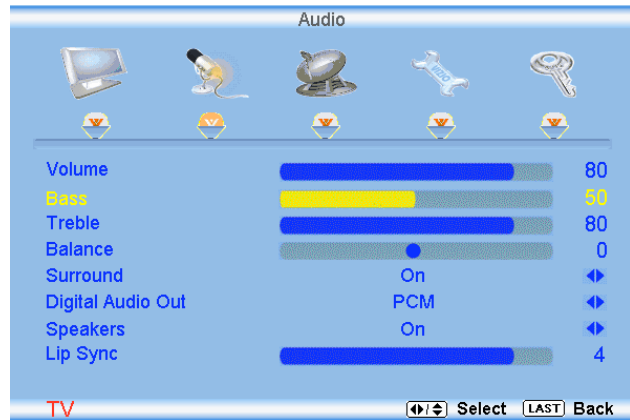 Audio
Volume 80
Bass 50
Treble 80
Balance 0
Surround On
Digital Audio Out PCM
Speakers On
Lip Sync 4
TV Select LAST Back